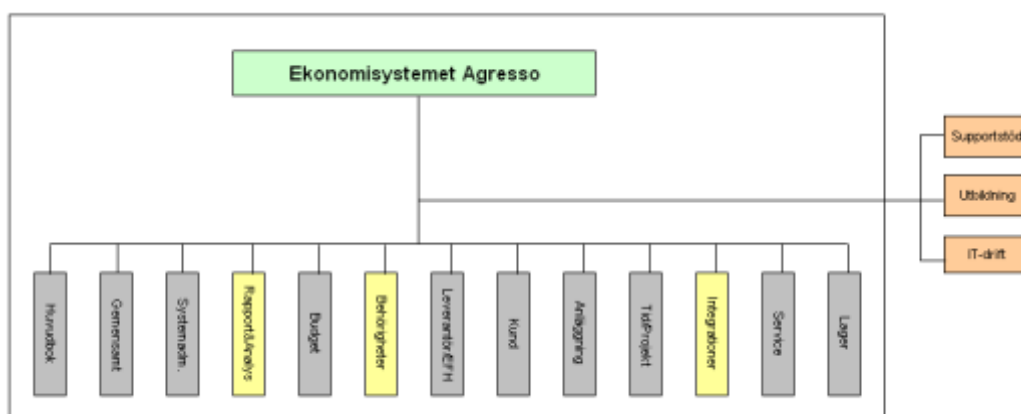 Ekonomisystemet Agresso
Supportstöd
Utbildning
IT-drift
Huvudbok
Gemensamt
Systemadm.
Rapport&Analys
Budget
Behörigheter
Leverantör/EFH
Kund
Anläggning
Tid/Projekt
Integrationer
Service
Lager